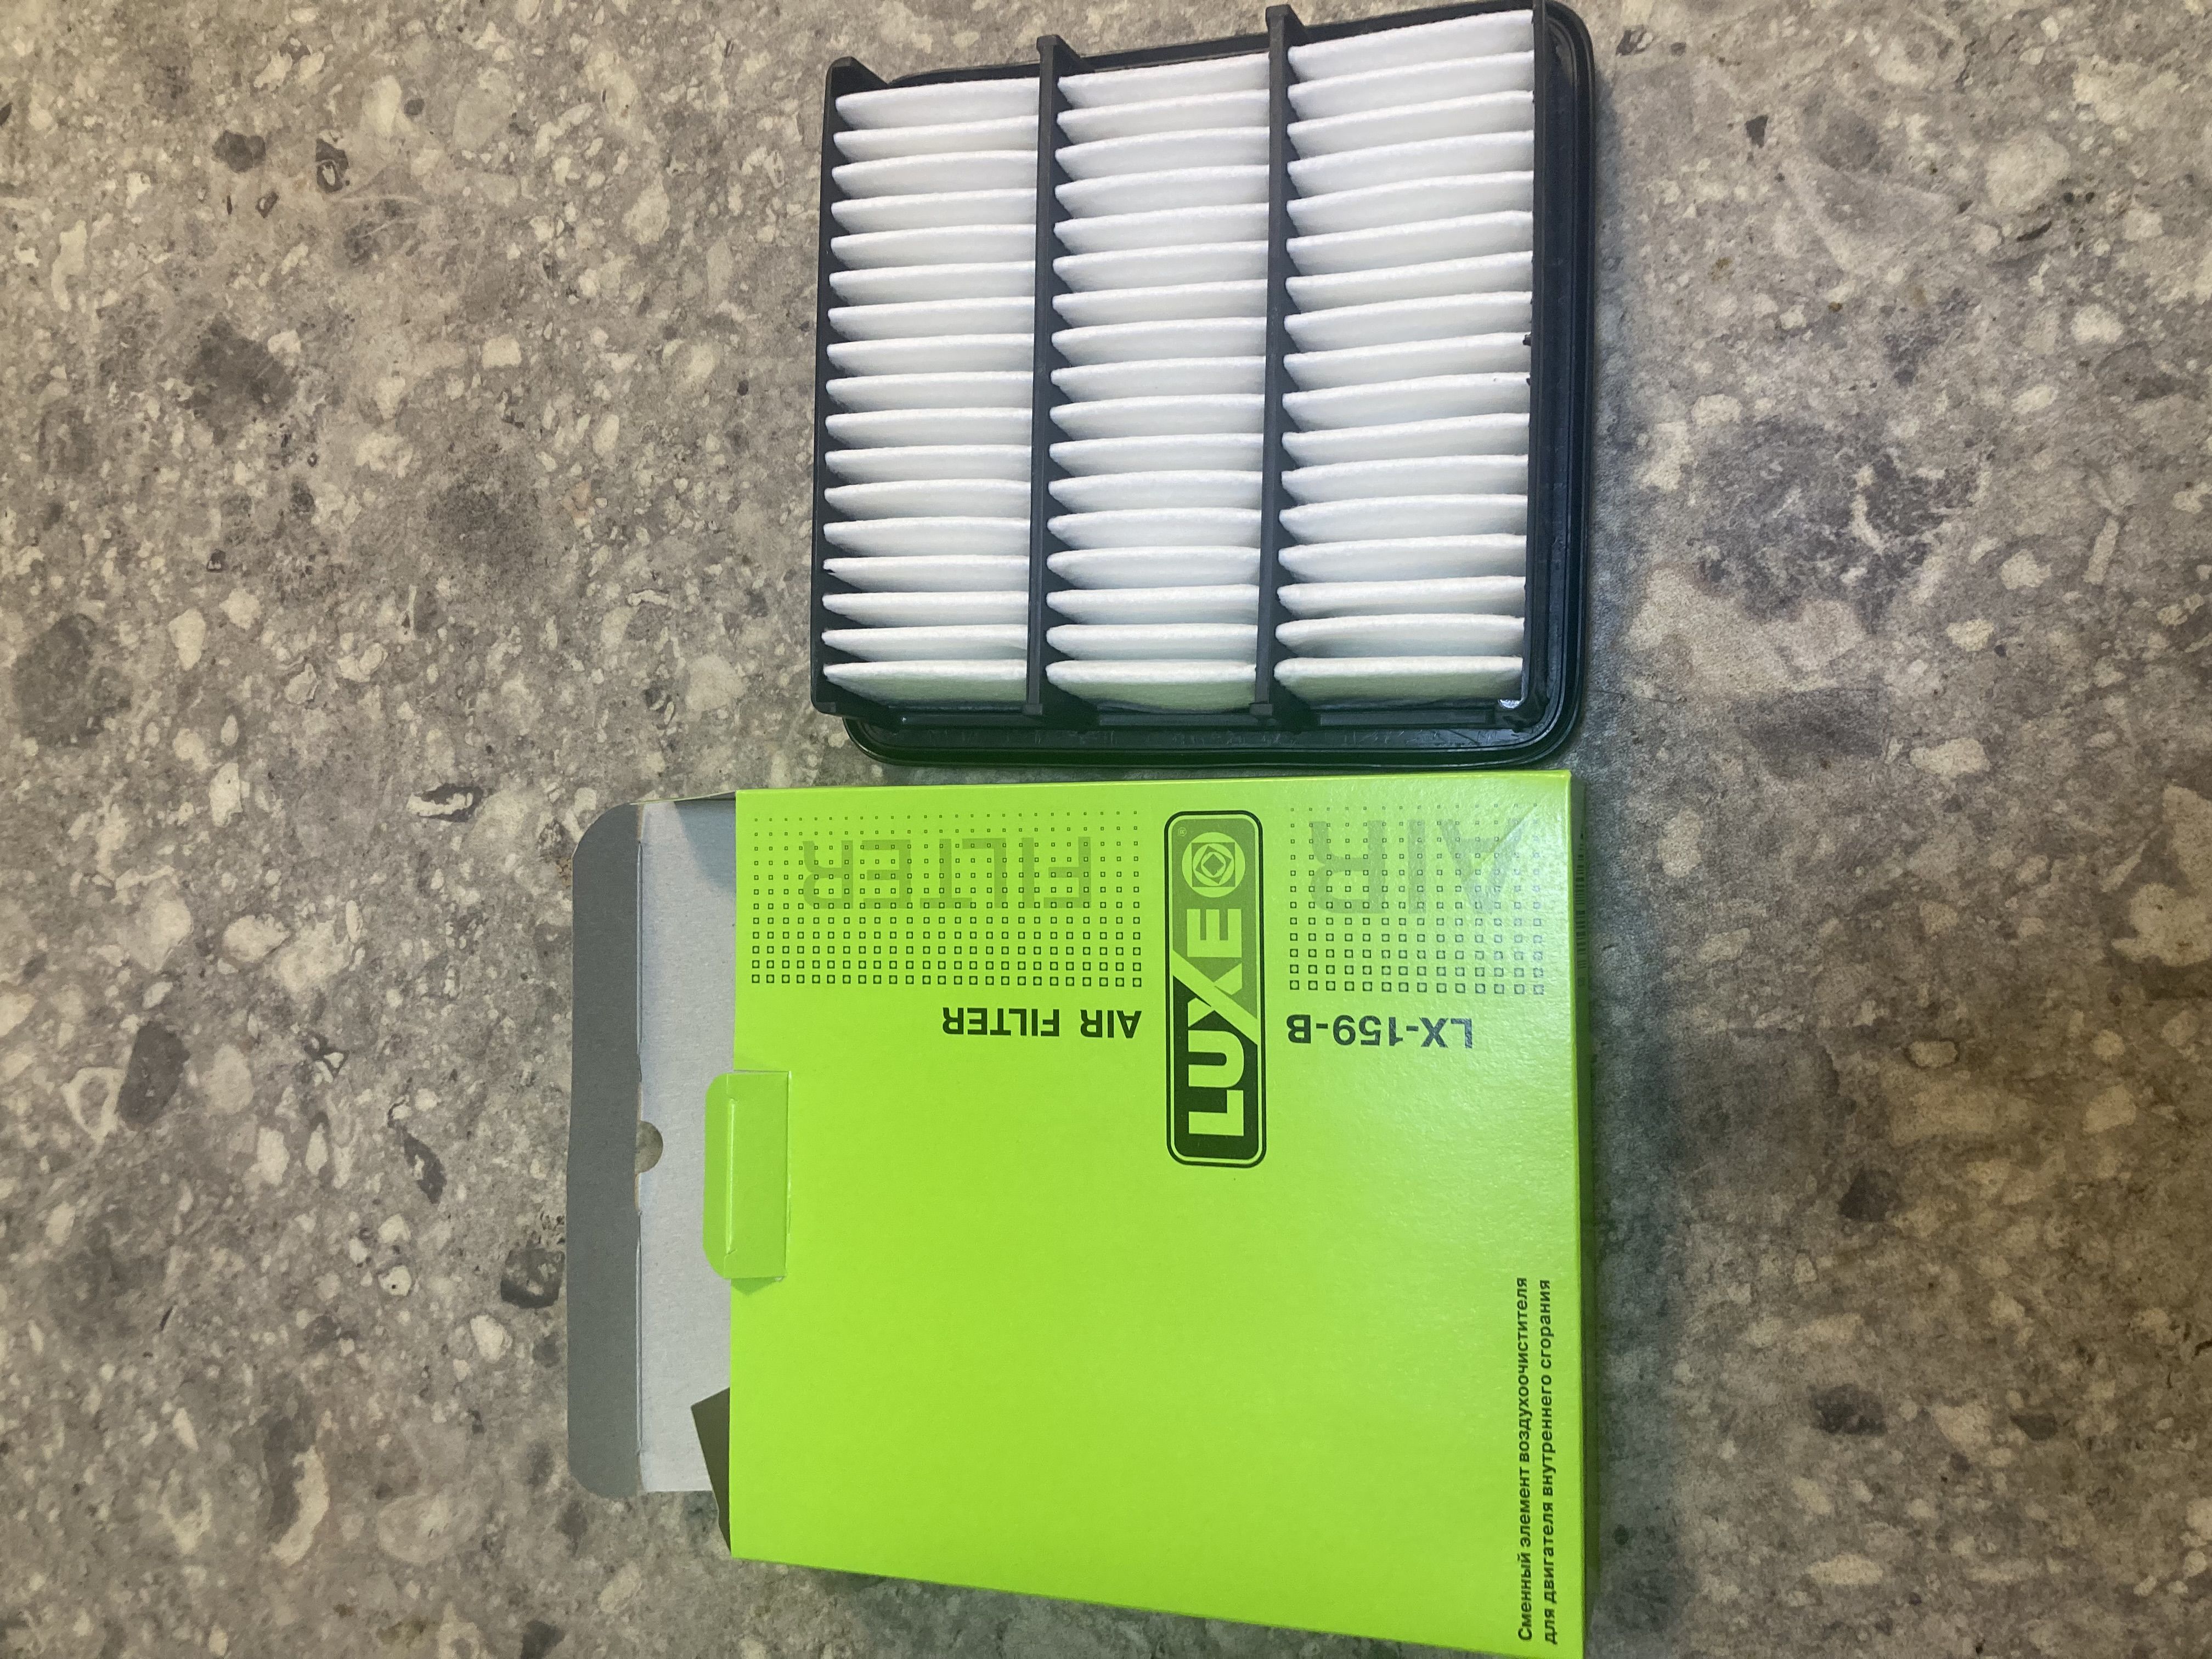 AIR
FILTER
LUXE®
LX-159-B
AIR FILTER
Сменный элемент воздухоочистителя
для двигателя внутреннего сгорания